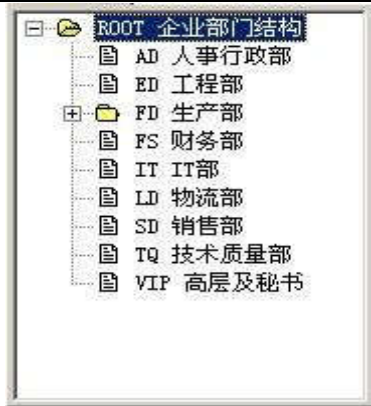 ROOT 企业部门结构
AD 人事行政部
ED 工程部
FD 生产部
FS 财务部
IT IT部
LD 物流部
SD 销售部
TQ 技术质量部
VIP 高层及秘书